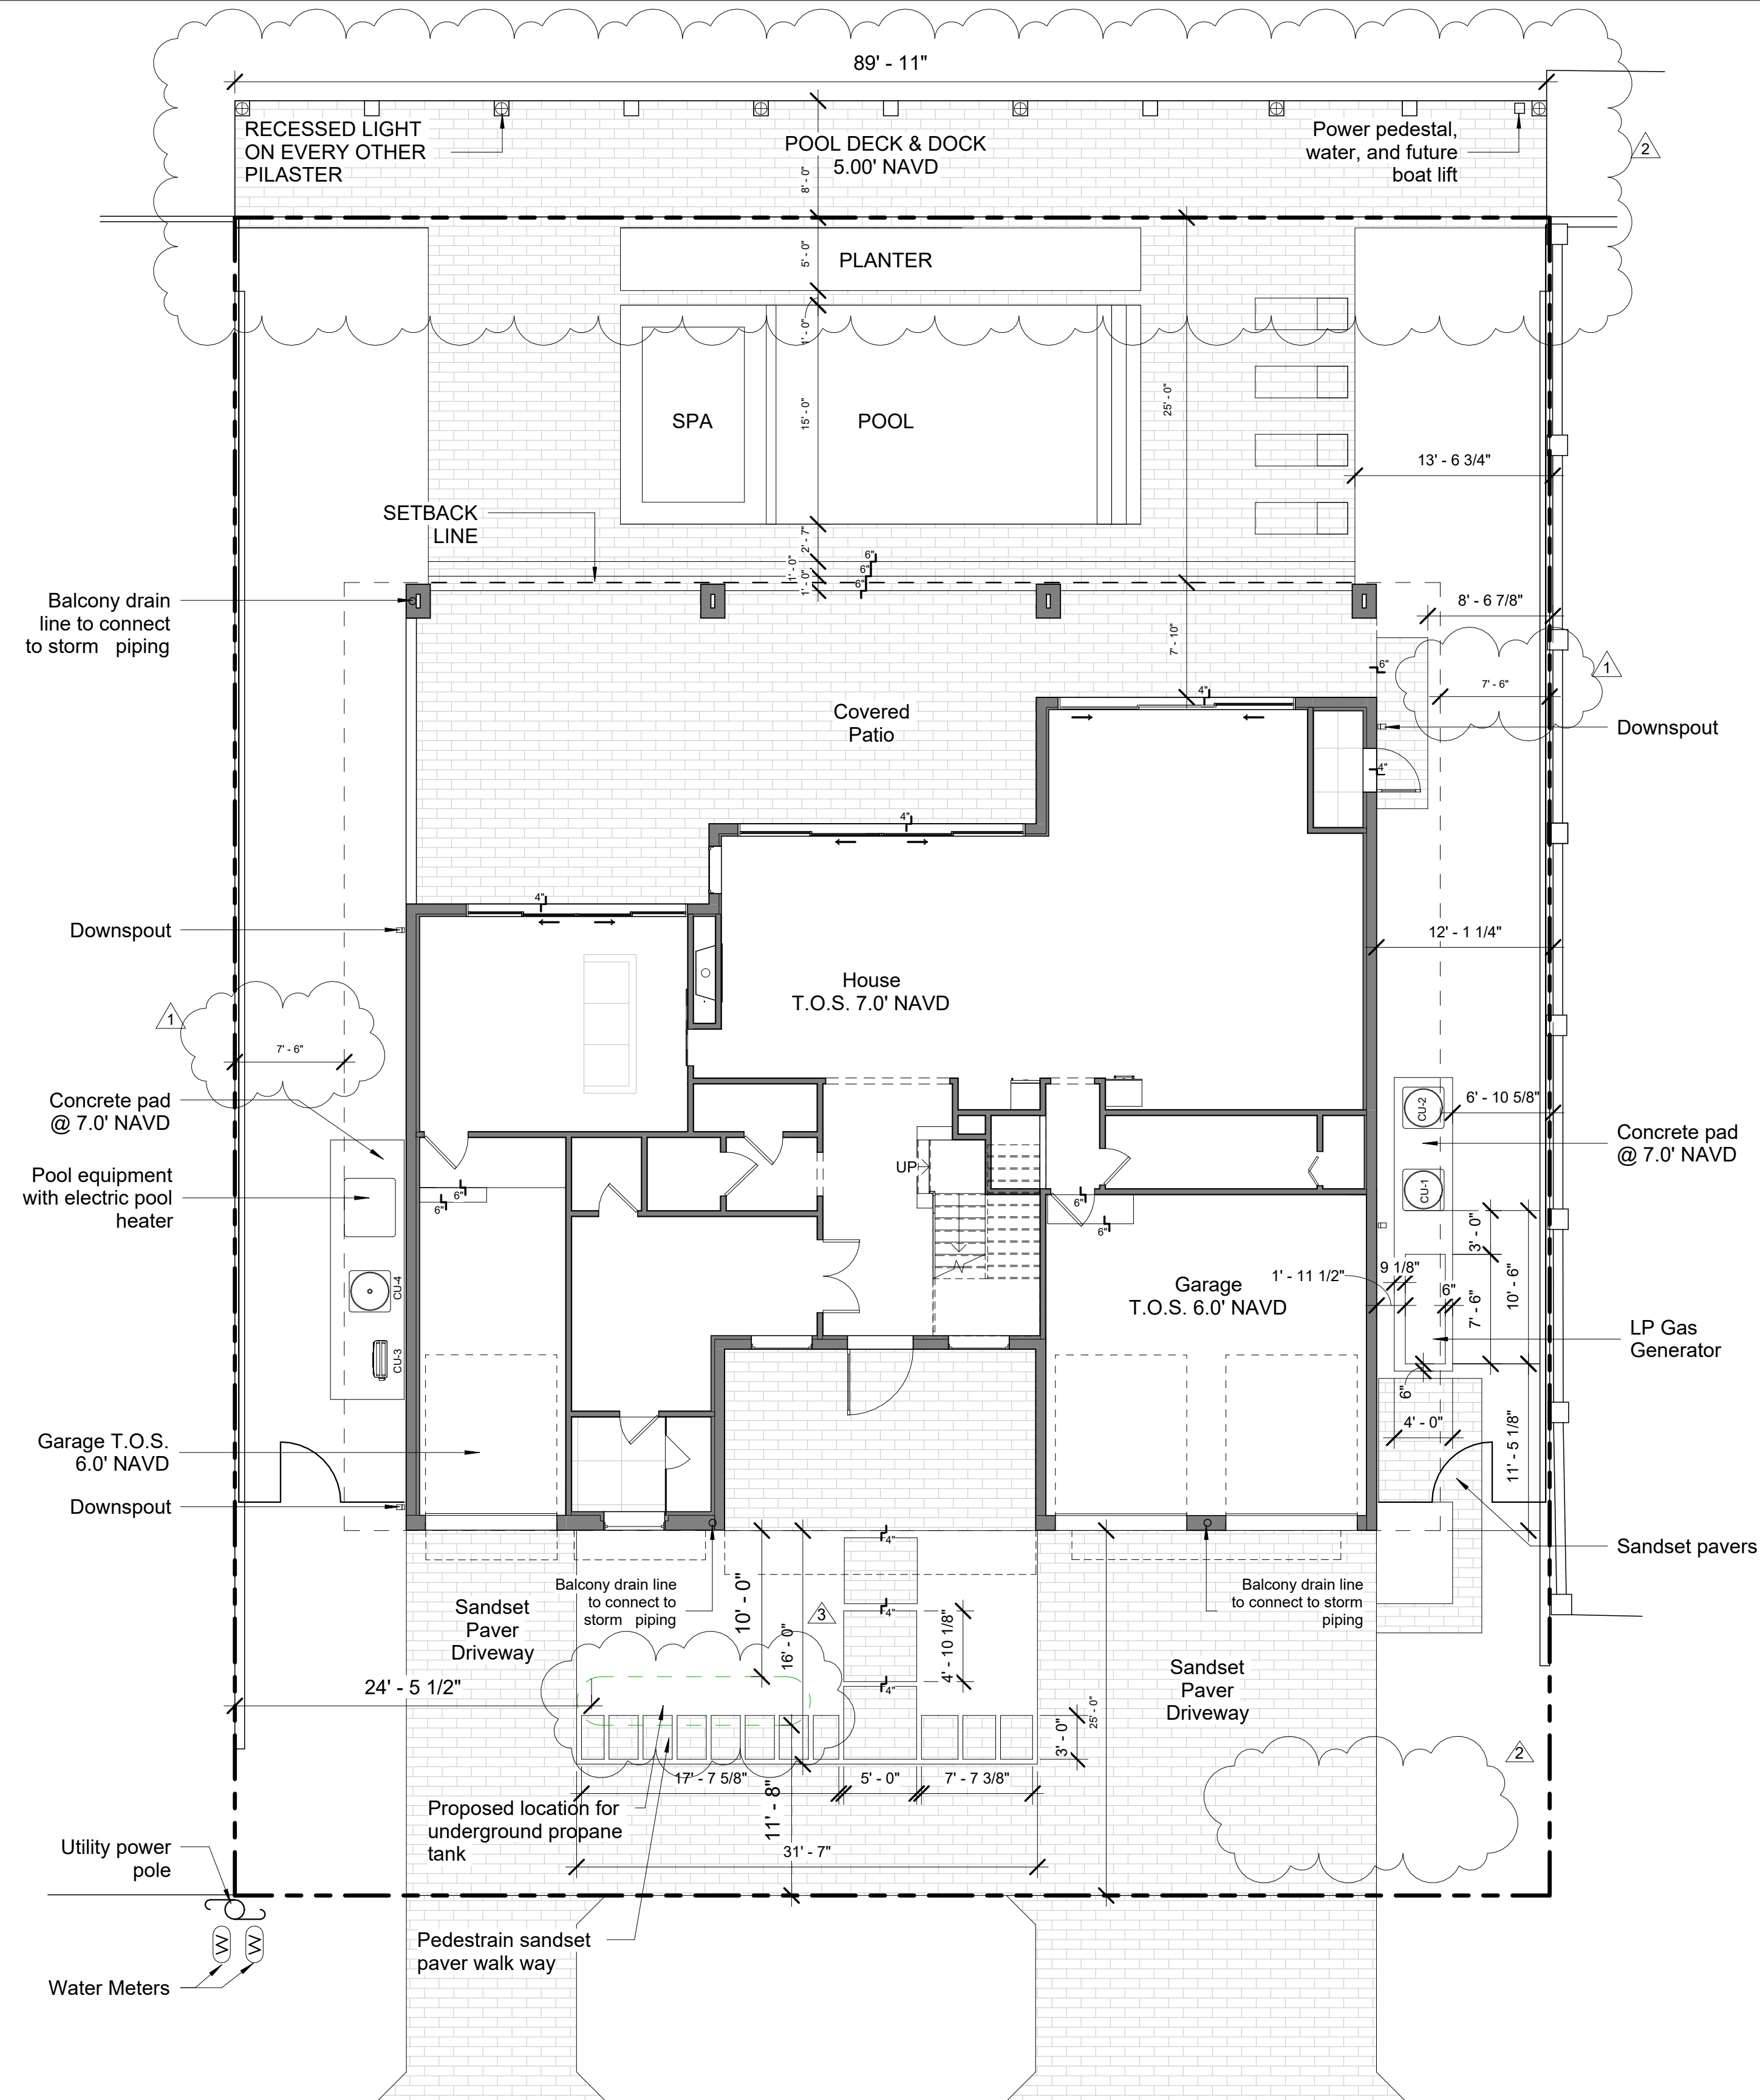 89' - 11"
RECESSED LIGHT
ON EVERY OTHER
PILASTER
POOL DECK & DOCK
5.00' NAVD
Power pedestal,
water, and future
boat lift
2
8' - 0"
5' - 0"
PLANTER
1' - 0"
15' - 0"
SPA
POOL
25' - 0"
13' - 6 3/4"
SETBACK
LINE
2' - 7"
1' - 0"
1' - 0"
6"
6"
6"
Balcony drain
line to connect
to storm piping
8' - 6 7/8"
7' - 10"
6"
1
7' - 6"
4"
Covered
Patio
Downspout
4"
4"
4"
Downspout
12' - 1 1/4"
House
T.O.S. 7.0' NAVD
1
7' - 6"
Concrete pad
@ 7.0' NAVD
CU-2
6' - 10 5/8"
Concrete pad
@ 7.0' NAVD
Pool equipment
with electric pool
heater
UP
CU-1
6"
6"
6"
6"
3' - 0"
10' - 6"
7' - 6"
9 1/8"
6"
1' - 11 1/2"
Garage
T.O.S. 6.0' NAVD
CU-4
CU-3
LP Gas
Generator
6"
4' - 0"
11' - 5 1/8"
Garage T.O.S.
6.0' NAVD
Downspout
Sandset pavers
4"
Balcony drain line
to connect to
storm piping
Balcony drain line
to connect to storm
piping
Sandset
Paver
Driveway
10' - 0"
16' - 0"
3
4"
4' - 10 1/8"
4"
Sandset
Paver
Driveway
24' - 5 1/2"
3' - 0"
25' - 0"
2
17' - 7 5/8"
5' - 0"
7' - 7 3/8"
11' - 8"
Proposed location for
underground propane
tank
31' - 7"
Utility power
pole
Pedestrain sandset
paver walk way
W
W
Water Meters